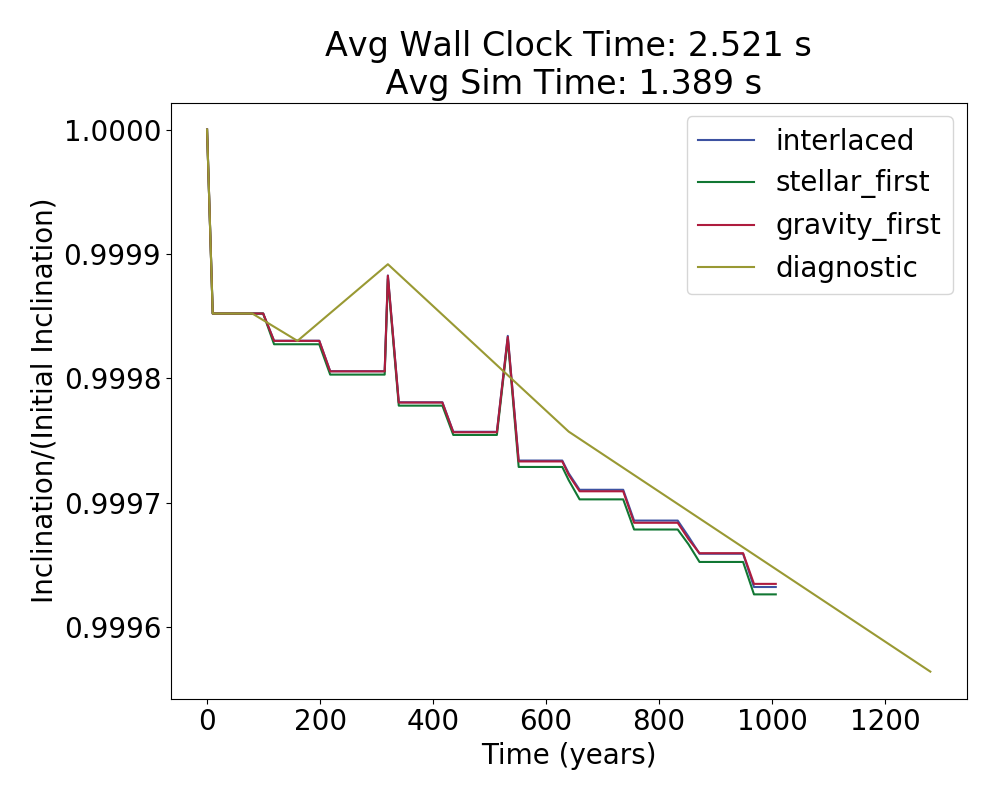 Avg Wall Clock Time: 2.521 s
Avg Sim Time: 1.389 s
interlaced
stellar_first
gravity_first
diagnostic
Inclination/(Initial Inclination)
1.0000
0.9999
0.9998
0.9997
0.9996
0 200 400 600 800 1000 1200
Time (years)